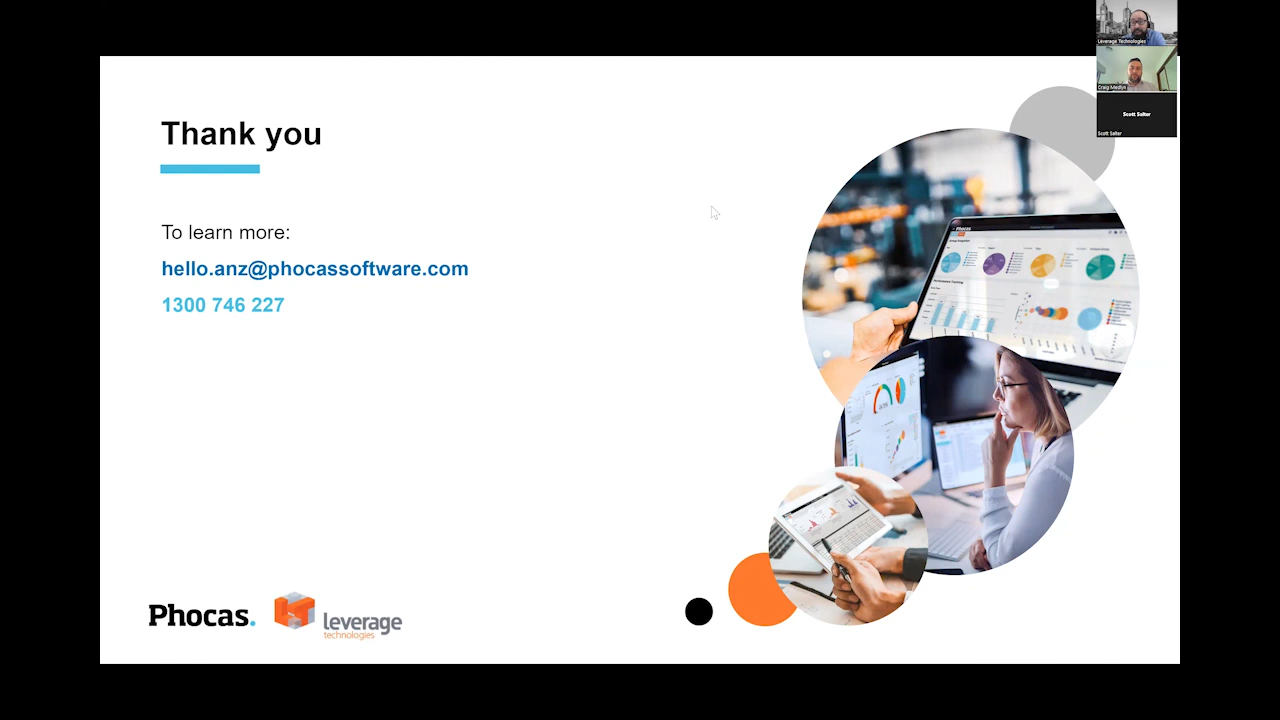 Leverage Technologies
Craig Medlyn
Scott Salter
Scott Salter
Thank you
To learn more:
hello.anz@phocassoftware.com
1300 746 227
Phocas
Phocas.
leverage
technologies